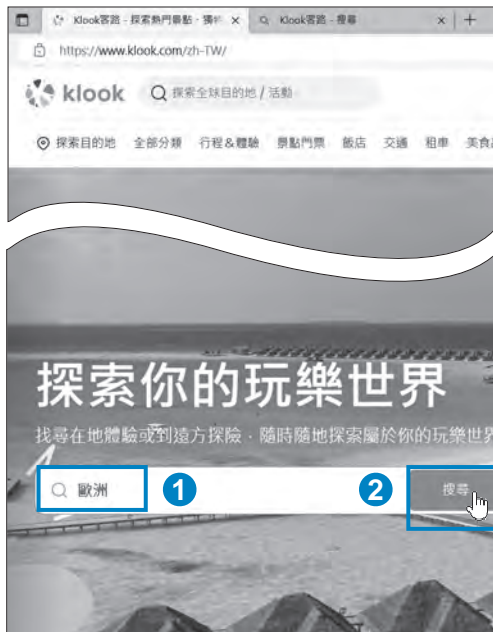 Klook客路 - 探索熱門景點、獨
Klook客路 - 搜尋
https://www.klook.com/zh-TW/
klook 探索全球目的地 / 活動
探索目的地 全部分類 行程&體驗 景點門票 飯店 交通 租車 美食
探索你的玩樂世界
找尋在地體驗或到遠方探險，隨時隨地探索屬於你的玩樂世界
歐洲 1 2 搜尋